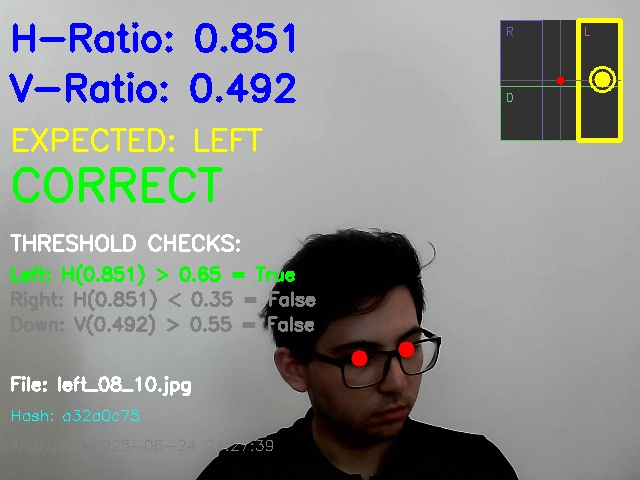 H-Ratio: 0.851
V-Ratio: 0.492
R
L
D
EXPECTED: LEFT
CORRECT
THRESHOLD CHECKS:
Left: H(0.851) > 0.65 = True
Right: H(0.851) < 0.35 = False
Down: V(0.492) > 0.55 = False
File: left_08_10.jpg
Hash: a32a0c75